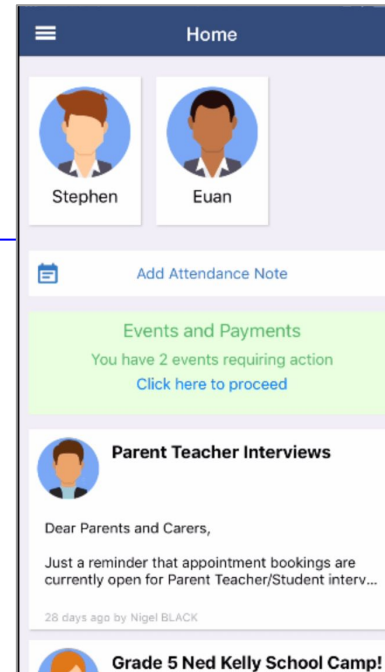 Home
Stephen Euan
Add Attendance Note
Events and Payments
You have 2 events requiring action
Click here to proceed
Parent Teacher Interviews
Dear Parents and Carers,
Just a reminder that appointment bookings are
currently open for Parent Teacher/Student interv...
28 days ago by Nigel BLACK
Grade 5 Ned Kelly School Camp!